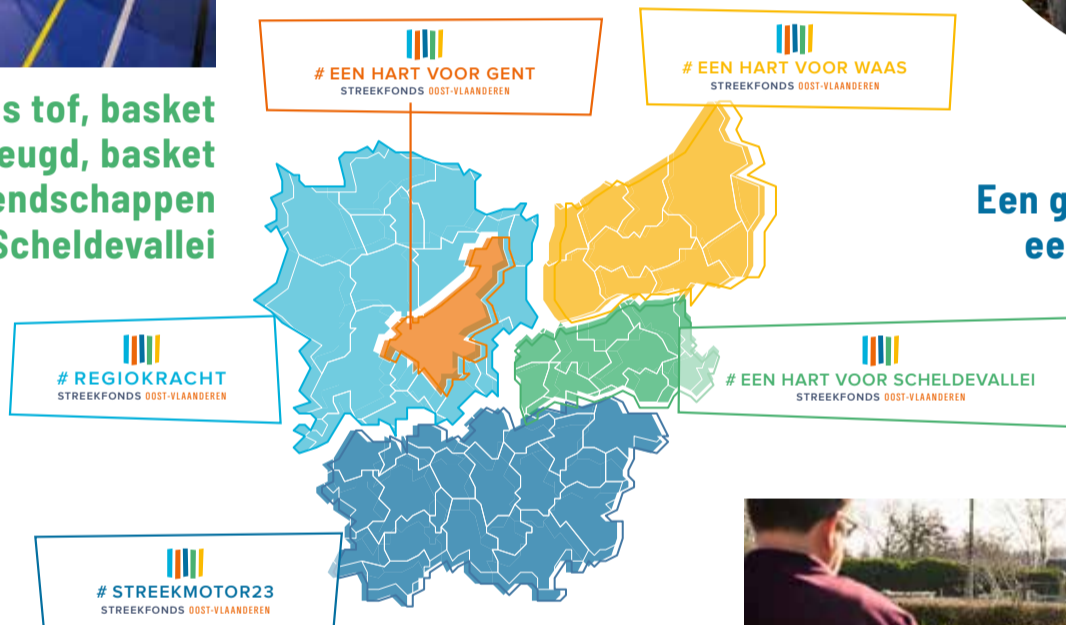 # EEN HART VOOR GENT
STREEKFONDS OOST-VLAANDEREN
# EEN HART VOOR WAAS
STREEKFONDS OOST-VLAANDEREN
s tof, basket
eugd, basket
endschappen
Scheldevallei
Een g
ee
# REGIOKRACHT
STREEKFONDS OOST-VLAANDEREN
# EEN HART VOOR SCHELDEVALLEI
STREEKFONDS OOST-VLAANDEREN
# STREEKMOTOR23
STREEKFONDS OOST-VLAANDEREN